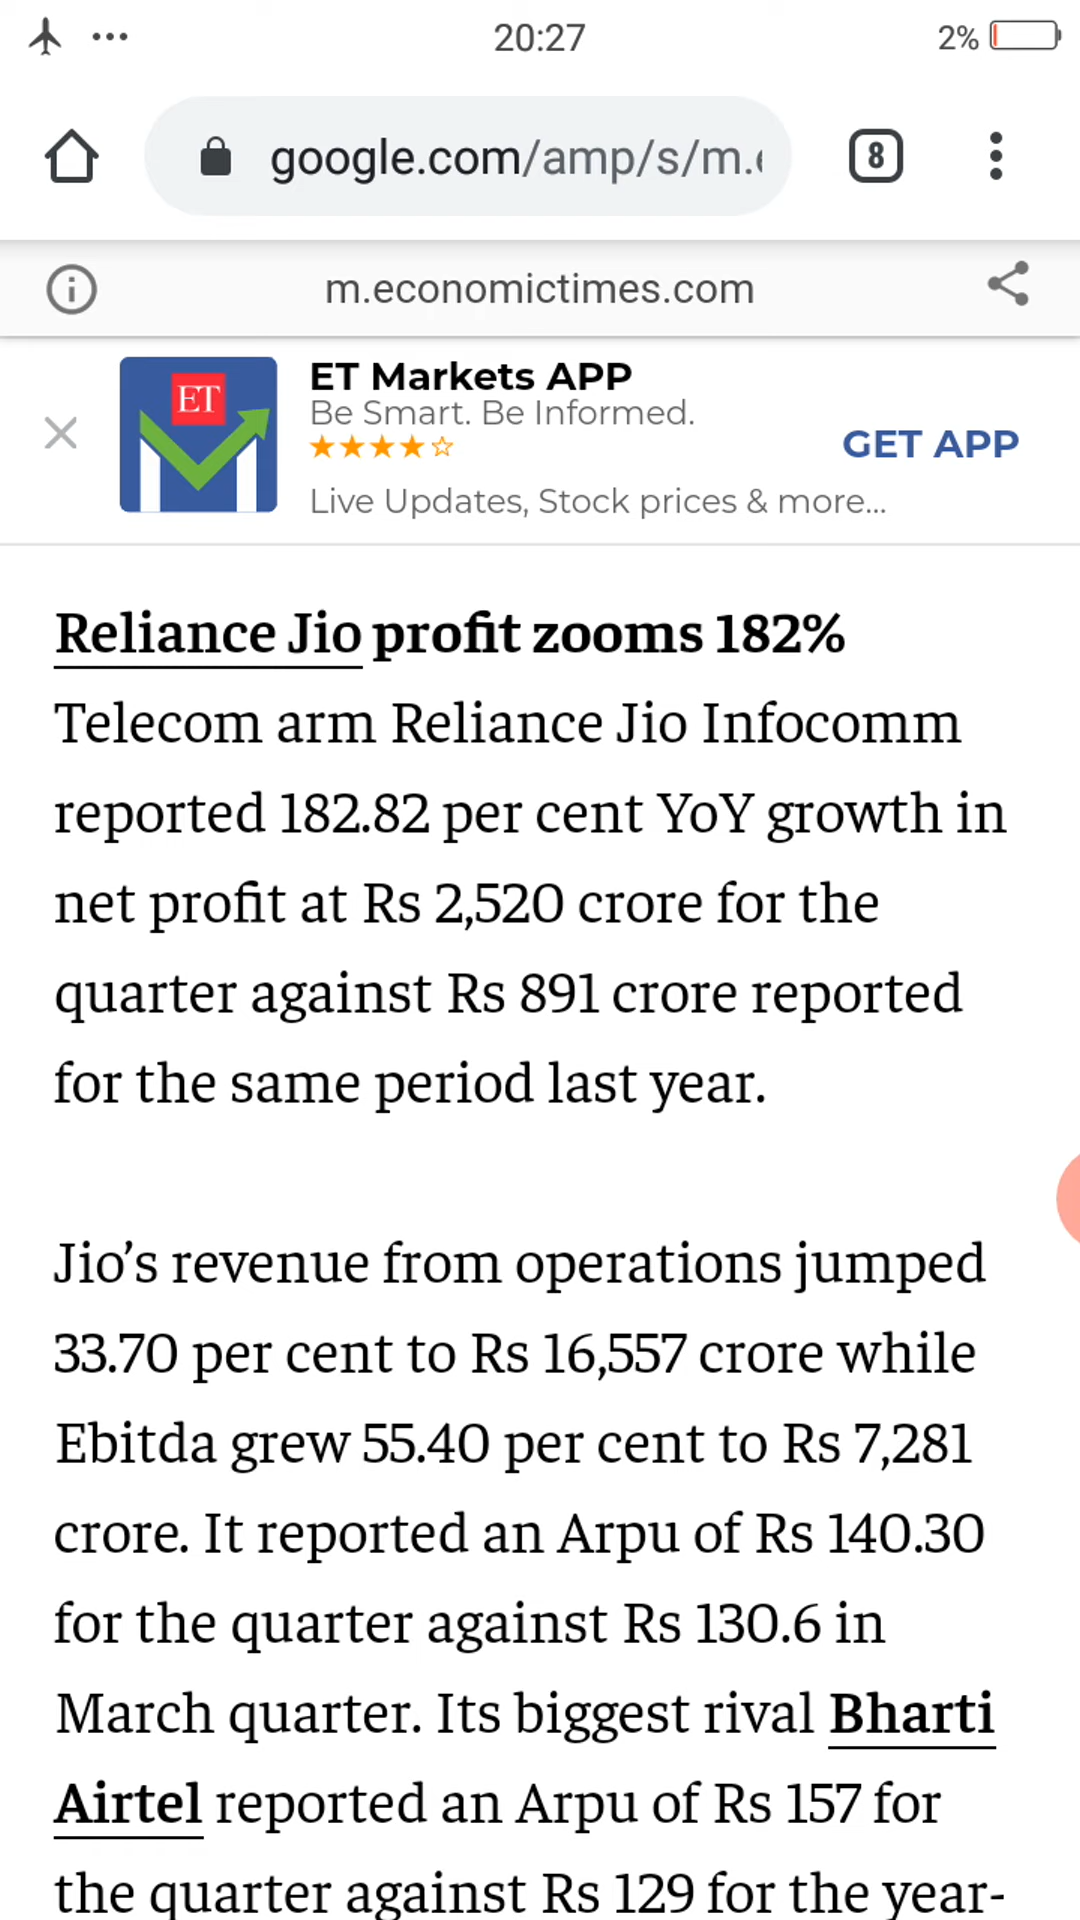 20:27
2%
google.com/amp/s/m.
8
m.economictimes.com
ET
ET Markets APP
Be Smart. Be Informed.
GET APP
Live Updates, Stock prices & more...
Reliance Jio profit zooms 182%
Telecom arm Reliance Jio Infocomm
reported 182.82 per cent YoY growth in
net profit at Rs 2,520 crore for the
quarter against Rs 891 crore reported
for the same period last year.
Jio’s revenue from operations jumped
33.70 per cent to Rs 16,557 crore while
Ebitda grew 55.40 per cent to Rs 7,281
crore. It reported an Arpu of Rs 140.30
for the quarter against Rs 130.6 in
March quarter. Its biggest rival Bharti
Airtel reported an Arpu of Rs 157 for
the quarter against Rs 129 for the year-